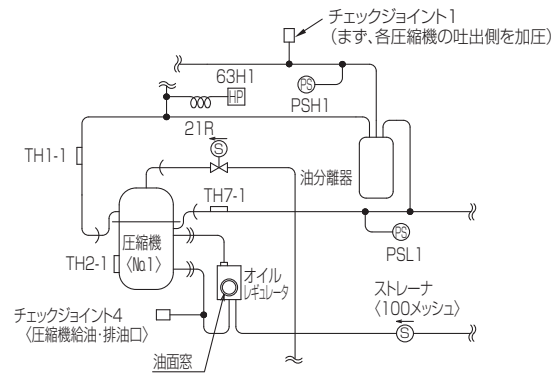 チェックジョイント1
(まず、各圧縮機の吐出側を加圧)
63H1
HP
PS
PSH1
21R
S
TH1-1
油分離器
TH7-1
圧縮機
〈No.1〉
TH2-1
PS
PSL1
オイル
レギュレータ
ストレーナ
〈100メッシュ〉
チェックジョイント4
〈圧縮機給油・排油口〉
S
油面窓